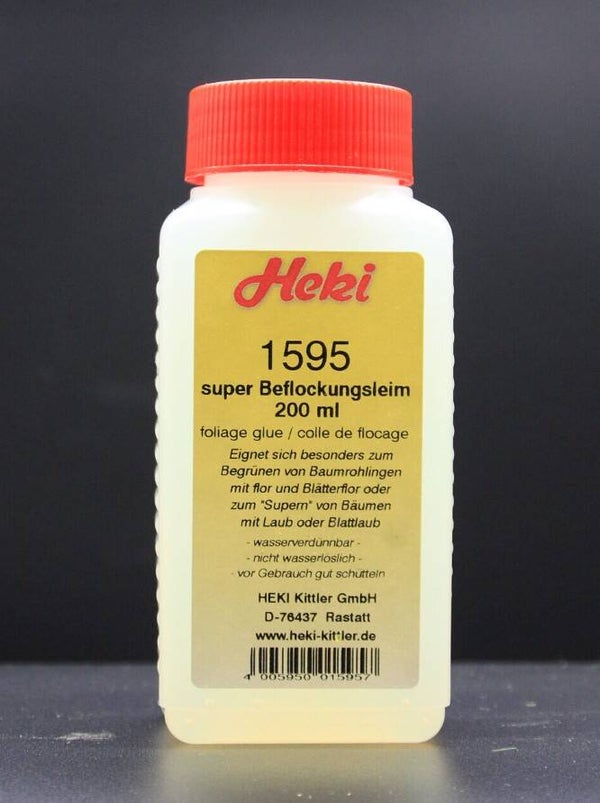 Heki
1595
super Beflockungsleim
200 ml
foliage glue / colle de flocage
Eignet sich besonders zum
Begrünen von Baumrohlingen
mit flor und Blätterflor oder
zum "Supern" von Bäumen
mit Laub oder Blattlaub
- wasserverdünnbar -
- nicht wasserlöslich -
- vor Gebrauch gut schütteln
HEKI Kittler GmbH
D-76437 Rastatt
www.heki-kittler.de
4 005950 015957